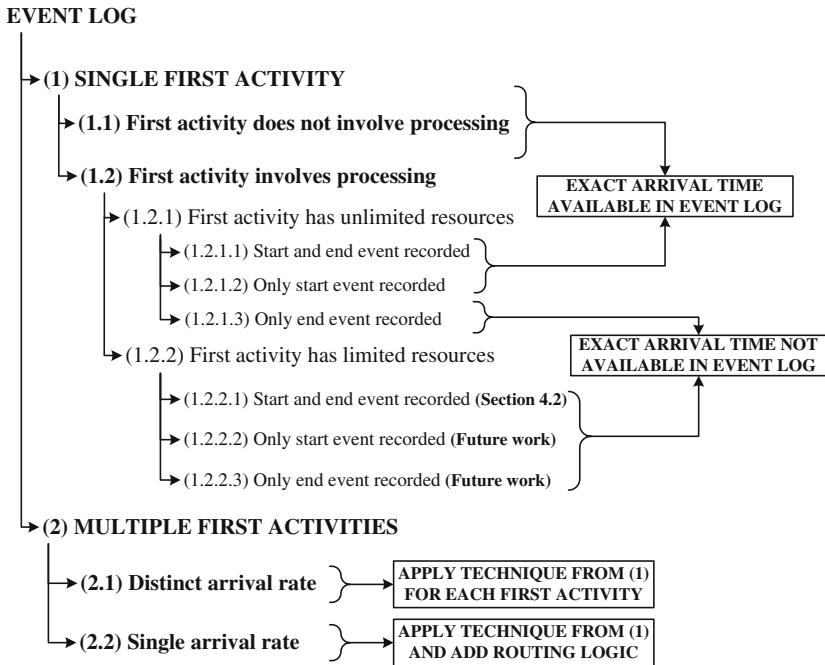 EVENT LOG
(1) SINGLE FIRST ACTIVITY
(1.1) First activity does not involve processing
(1.2) First activity involves processing
EXACT ARRIVAL TIME
AVAILABLE IN EVENT LOG
(1.2.1) First activity has unlimited resources
(1.2.1.1) Start and end event recorded
(1.2.1.2) Only start event recorded
(1.2.1.3) Only end event recorded
EXACT ARRIVAL TIME NOT
AVAILABLE IN EVENT LOG
(1.2.2) First activity has limited resources
(1.2.2.1) Start and end event recorded (Section 4.2)
(1.2.2.2) Only start event recorded (Future work)
(1.2.2.3) Only end event recorded (Future work)
(2) MULTIPLE FIRST ACTIVITIES
(2.1) Distinct arrival rate
APPLY TECHNIQUE FROM (1)
FOR EACH FIRST ACTIVITY
(2.2) Single arrival rate
APPLY TECHNIQUE FROM (1)
AND ADD ROUTING LOGIC